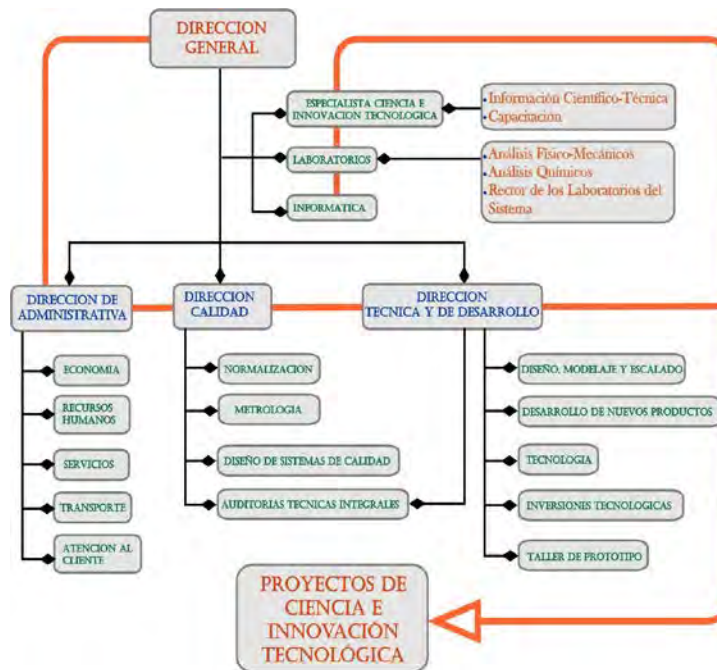 DIRECCION
GENERAL
ESPECIALISTA CIENCIA E
INNOVACION TECNOLOGICA
•Información Científico-Técnica
•Capacitación
LABORATORIOS
•Análisis Físico-Mecánicos
•Análisis Químicos
•Rector de los Laboratorios del
Sistema
INFORMATICA
DIRECCION DE
ADMINISTRATIVA
DIRECCION
CALIDAD
DIRECCION
TECNICA Y DE DESARROLLO
ECONOMIA
RECURSOS
HUMANOS
SERVICIOS
TRANSPORTE
ATENCION AL
CLIENTE
NORMALIZACION
METROLOGIA
DISEÑO DE SISTEMAS DE CALIDAD
AUDITORIAS TECNICAS INTEGRALES
DISEÑO, MODELAJE Y ESCALADO
DESARROLLO DE NUEVOS PRODUCTOS
TECNOLOGIA
INVERSIONES TECNOLOGICAS
TALLER DE PROTOTIPO
PROYECTOS DE
CIENCIA E
INNOVACIÓN
TECNOLÓGICA